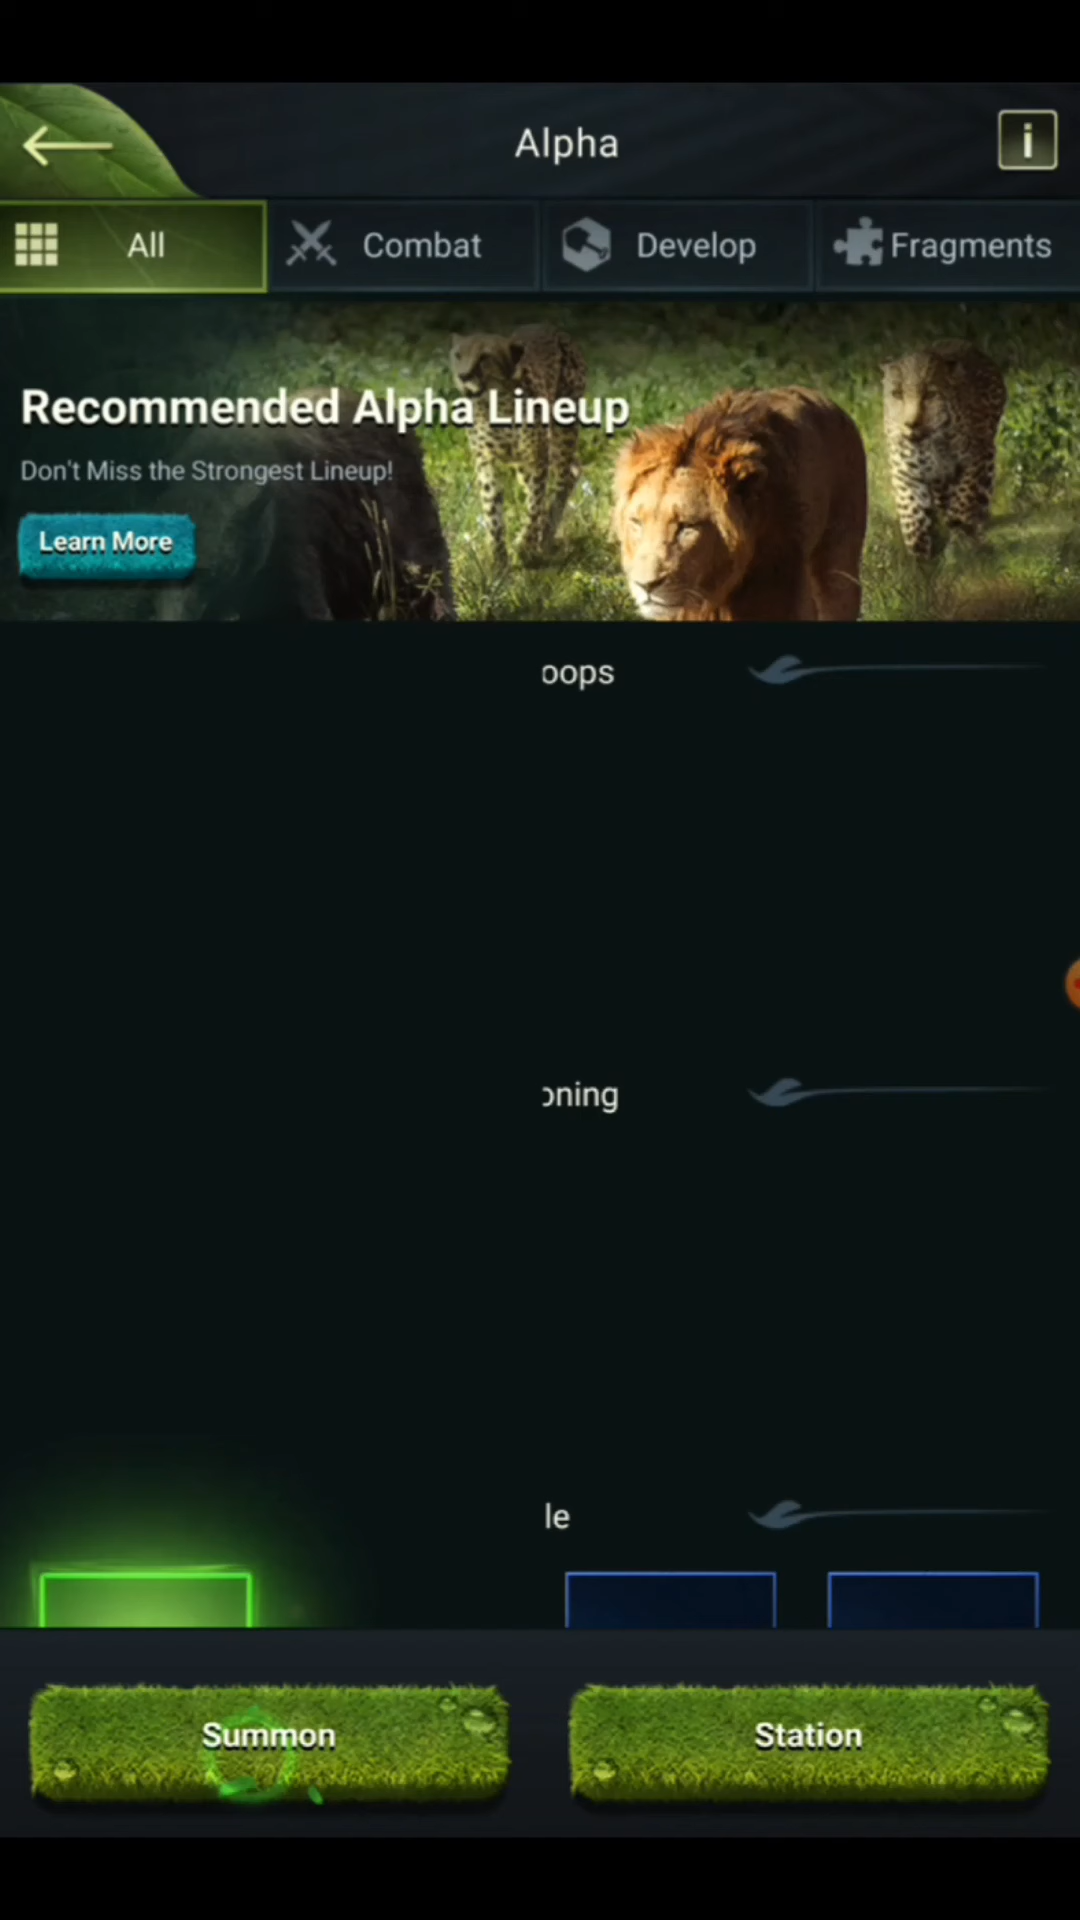 Alpha
i
All
Combat
Develop
Fragments
Recommended Alpha Lineup
Don't Miss the Strongest Lineup!
Learn More
oops
oning
le
Summon
Station